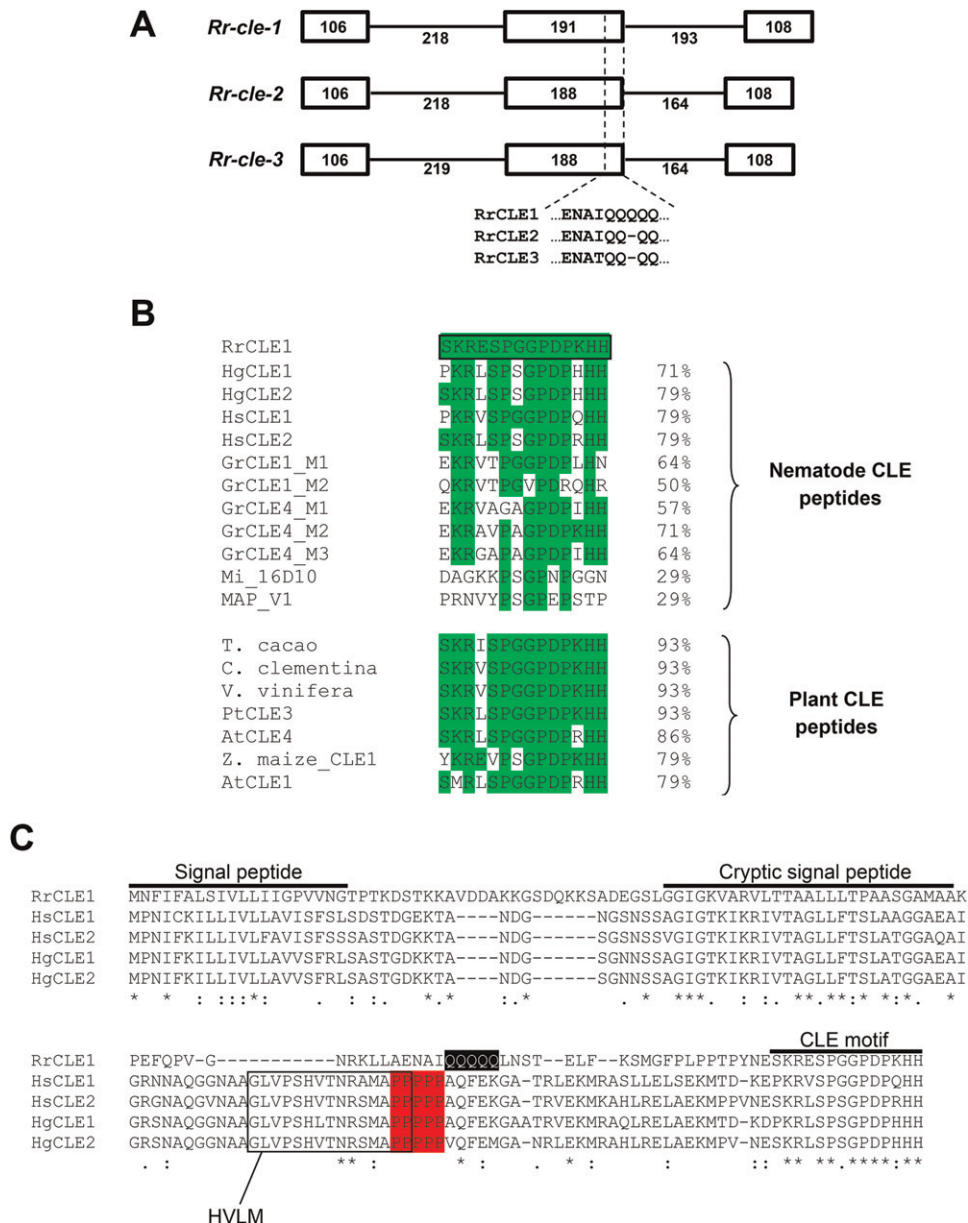 A
Rr-cle-1 106 218 191 193 108
Rr-cle-2 106 218 188 164 108
Rr-cle-3 106 219 188 164 108
RrCLE1 …ENAIQQQQQ…
RrCLE2 …ENAIQQ-QQ…
RrCLE3 …ENATQQ-QQ…
B
RrCLE1 SKRESPGGPDPKHH
HgCLE1 PKRLSPSGPDPHHH 71%
HgCLE2 SKRLSPSGPDPHHH 79%
HsCLE1 PKRVSPGGPDPQHH 79%
HsCLE2 SKRLSPSGPDPRHH 79%
GrCLE1_M1 EKRVTPGGPDPLHN 64%
GrCLE1_M2 QKRVTPGVPDRQHR 50%
GrCLE4_M1 EKRVAGAGPDPIHH 57%
GrCLE4_M2 EKRAVPAGPDPKHH 71%
GrCLE4_M3 EKRGAPAGPDPIHH 64%
Mi_16D10 DAGKKPSGPNPGGN 29%
MAP_V1 PRNVYPSGPEPSTP 29%
Nematode CLE
peptides
T. cacao SKRISPGGPDPKHH 93%
C. clementina SKRVSPGGPDPKHH 93%
V. vinifera SKRVSPGGPDPKHH 93%
PtCLE3 SKRLSPGGPDPKHH 93%
AtCLE4 SKRLSPGGPDPRHH 86%
Z. maize_CLE1 YKREVPSGPDPKHH 79%
AtCLE1 SMRLSPGGPDPRHH 79%
Plant CLE
peptides
C
Signal peptide Cryptic signal peptide
RrCLE1 MNFIFALSIVLLIIGPVVNGTPTKDSTKKAVDDAKKGSDQKKSADEGSLGGIGKVARVLTTAALLLTPAASGAMAAK
HsCLE1 MPNICKILLIVLLAVISFSLSDSTDGEKTA----NDG------NGSNSSAGIGTKIKRIVTAGLLFTSLAAGGAEAI
HsCLE2 MPNIFKILLIVLFAVISFSSSASTDGKKTA----NDG------SGSNSSVGIGTKIKRIVTAGLLFTSLATGGAQAI
HgCLE1 MPNIFKILLIVLLAVVSFRLSASTGDKKTA----NDG------SGNNSSAGIGTKIKRIVTAGLLFTSLATGGAEAI
HgCLE2 MPNIFKILLIVLLAVVSFRLSASTGDKKTA----NDG------SGNNSSAGIGTKIKRIVTAGLLFTSLATGGAEAI
* * : :::* . .: :* *.* .: . * ***: :.*:**.**.**:*:** .*:
CLE motif
RrCLE1 PEFQPV-G-----------NRKLLAENAIQQQQQLNST--ELF--KSMGFPLPPTPYNESKRESPGGPDPKHH
HsCLE1 GRNNAQGGNAAGLVPSHVTNRAMAPPPPPAQFEKGA-TRLEKMRASLLELSEKMTD-KEPKRVSPGGPDPQHH
HsCLE2 GRGNAQGVNAAGLVPSHVTNRSMAPPPPPAQFEKGA-TRVEKMRAHLRELAEKMPPVNESKRLSPSGPDPRHH
HgCLE1 GRSNAQGGNAAGLVPSHLTNRSMAPPPPPAQFEKGAATRVEKMRAQLRELAEKMTD-KDPKRLSPSGPDPHHH
HgCLE2 GRSNAQGGNAAGLVPSHVTNRSMAPPPPPVQFEMGA-NRLEKMRAHLRELAEKMPV-NESKRLSPSGPDPHHH
. : ** : * : . * : : . : :.** **.****:**
HVLM